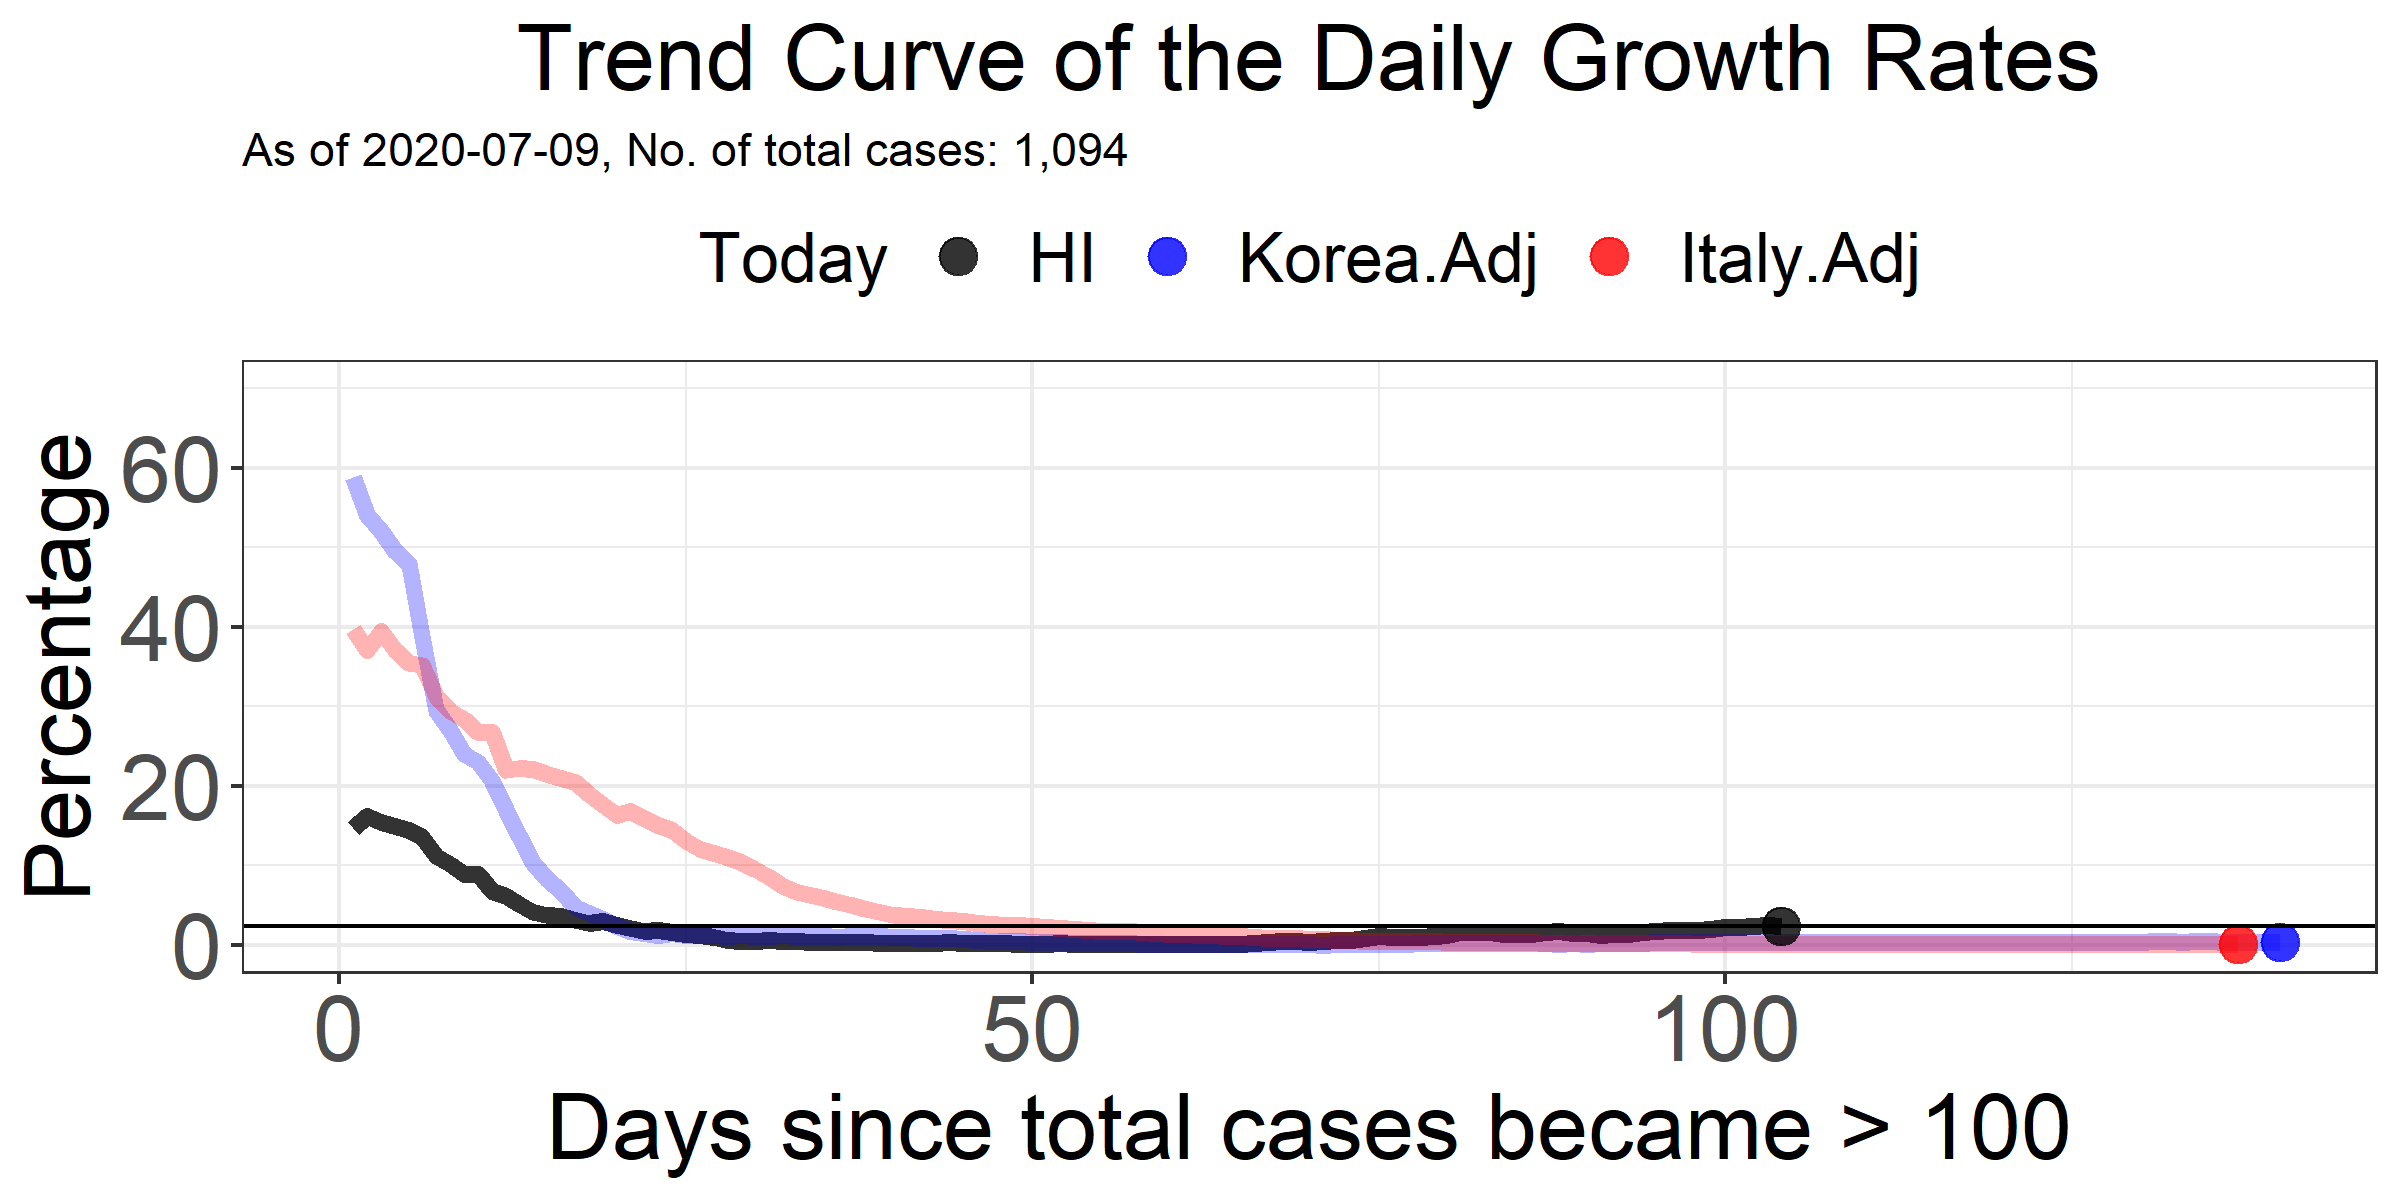 Trend Curve of the Daily Growth Rates
As of 2020-07-09, No. of total cases: 1,094
Today HI Korea.Adj Italy.Adj
Percentage
60
40
20
0
0 50 100
Days since total cases became > 100